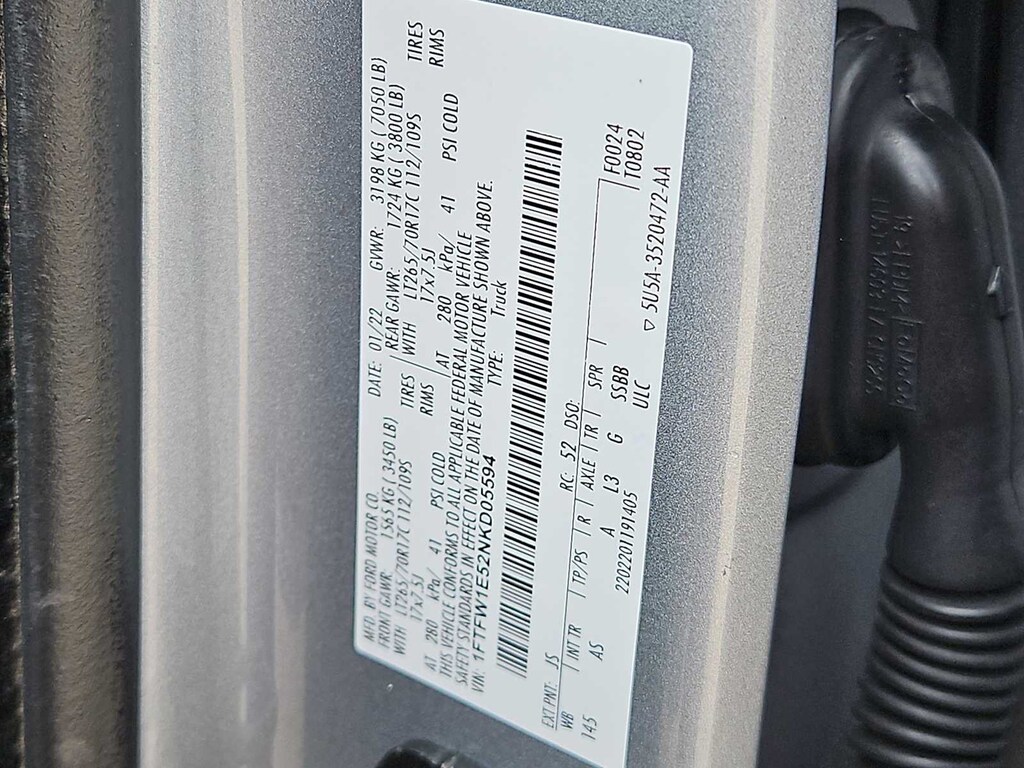 MFD. BY FORD MOTOR CO. DATE: 01/22 GVWR: 3198 KG ( 7050 LB)
FRONT GAWR: 1565 KG ( 3450 LB) REAR GAWR: 1724 KG ( 3800 LB)
WITH LT265/70R17C 112/109S TIRES WITH LT265/70R17C 112/109S TIRES
17x7.5J RIMS 17x7.5J RIMS
AT 280 kPa/ 41 PSI COLD AT 280 kPa/ 41 PSI COLD
THIS VEHICLE CONFORMS TO ALL APPLICABLE FEDERAL MOTOR VEHICLE
SAFETY STANDARDS IN EFFECT ON THE DATE OF MANUFACTURE SHOWN ABOVE.
VIN: 1FTFW1E52NKD05594 TYPE: Truck
EXT PNT: JS RC: 52 DSO: F0024
WB INT TR TP/PS R AXLE TR SPR T0802
145 AS A L3 G SSBB
2202201191405 ULC
▽ 5U5A-3520472-AA